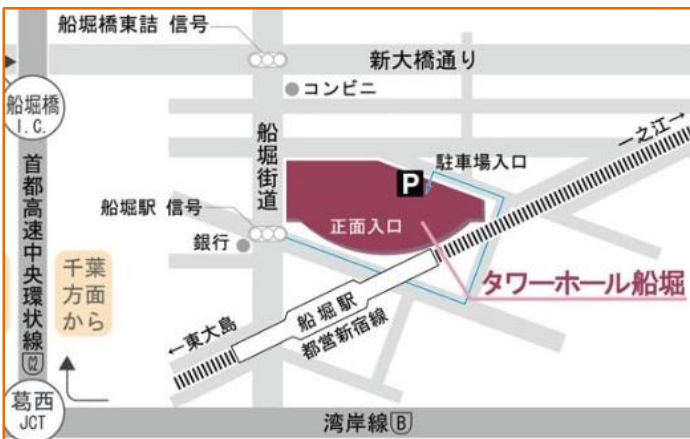 船堀橋東詰 信号
新大橋通り
船堀橋
I.C.
コンビニ
船堀街道
一之江→
駐車場入口
P
首都高速中央環状線
C2
船堀駅 信号
正面入口
銀行
千葉
方面
から
タワーホール船堀
船堀駅
都営新宿線
←東大島
葛西
JCT
湾岸線 B